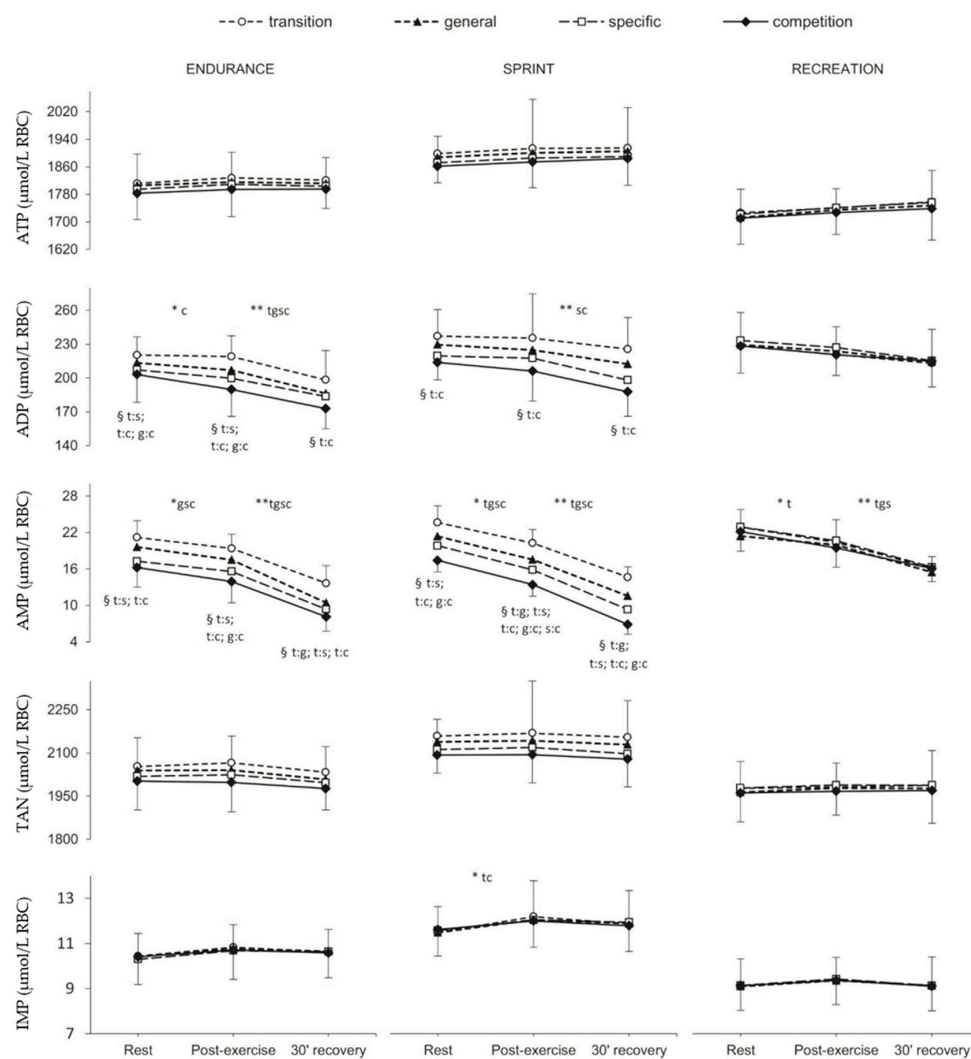 transition general specific competition
ENDURANCE SPRINT RECREATION
ATP (µmol/L RBC)
2020
1940
1860
1780
1700
1620
ADP (µmol/L RBC)
260
230
200
170
140
* c ** tgsc
§ t:s;
t:c; g:c
§ t:s;
t:c; g:c
§ t:c
** sc
§ t:c
§ t:c
§ t:c
AMP (µmol/L RBC)
28
22
16
10
4
*gsc **tgsc
§ t:s; t:c
§ t:s;
t:c; g:c
§ t:g; t:s; t:c
* tgsc ** tgsc
§ t:s;
t:c; g:c
§ t:g; t:s;
t:c; g:c; s:c
§ t:g;
t:s; t:c; g:c
* t ** tgs
TAN (µmol/L RBC)
2250
2100
1950
1800
IMP (µmol/L RBC)
13
11
9
7
* tc
Rest Post-exercise 30' recovery Rest Post-exercise 30' recovery Rest Post-exercise 30' recovery